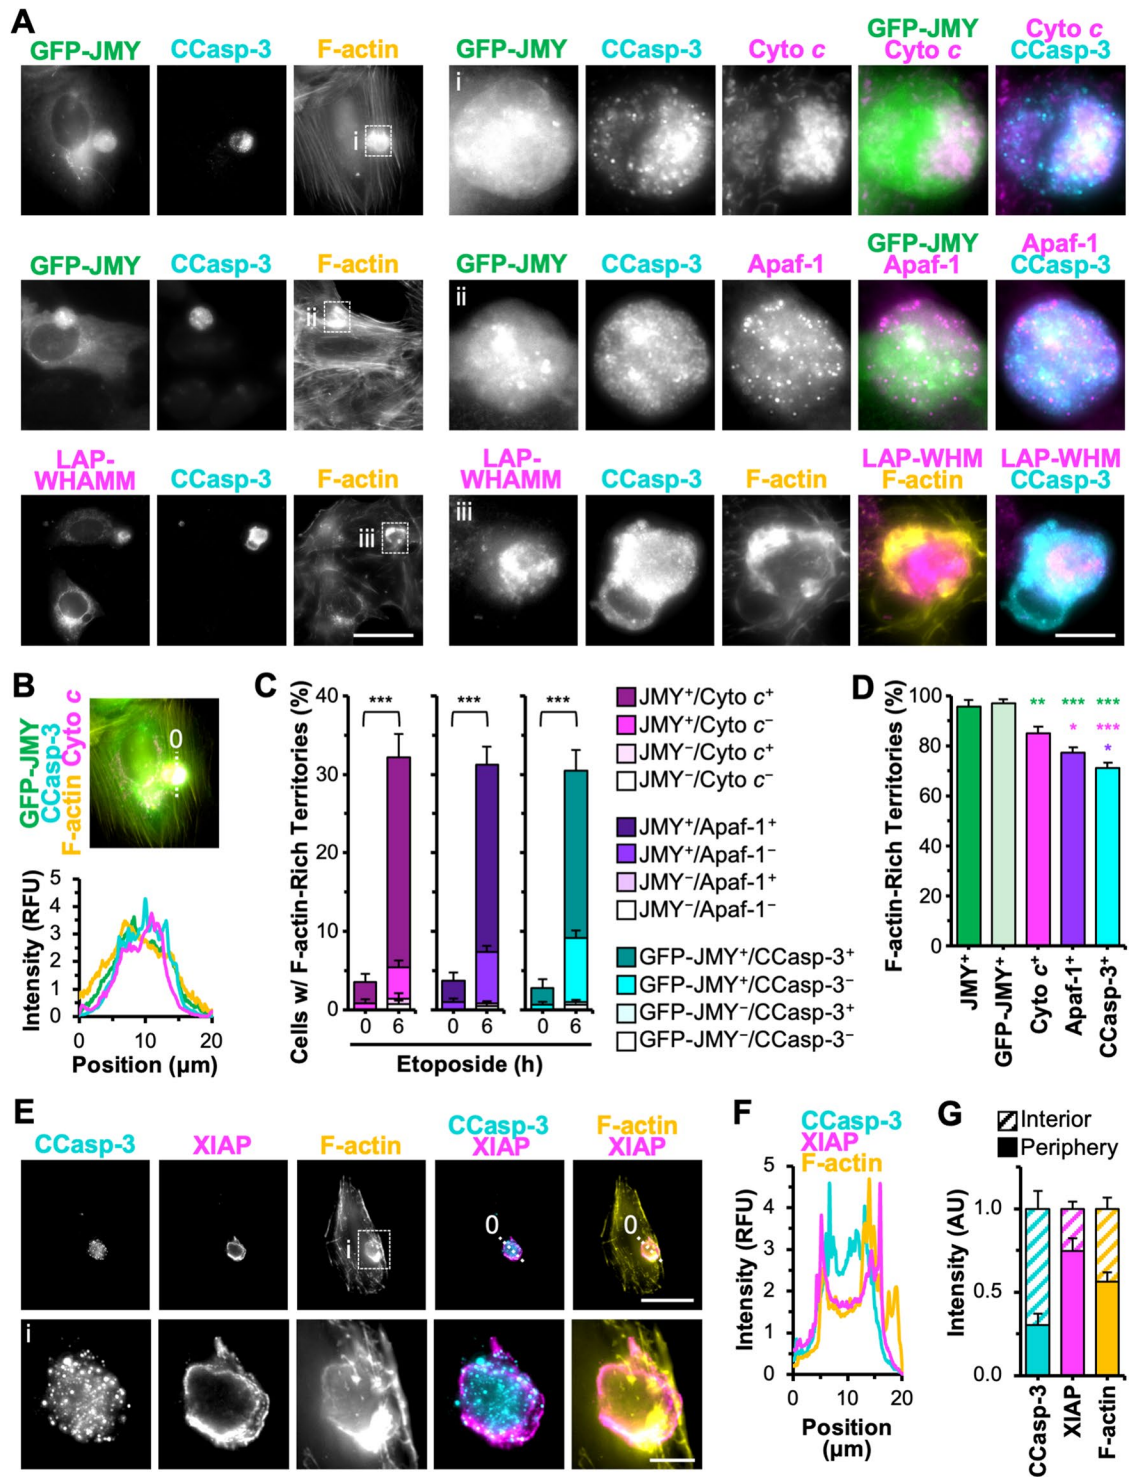 A
GFP-JMY CCasp-3 F-actin GFP-JMY CCasp-3 Cyto c GFP-JMY Cyto c Cyto c CCasp-3
i i
GFP-JMY CCasp-3 F-actin GFP-JMY CCasp-3 Apaf-1 GFP-JMY Apaf-1 Apaf-1 CCasp-3
ii ii
LAP-WHAMM CCasp-3 F-actin LAP-WHAMM CCasp-3 F-actin LAP-WHM F-actin LAP-WHM CCasp-3
iii iii
B
GFP-JMY
CCasp-3
F-actin Cyto c
0
Intensity (RFU)
5
4
3
2
1
0
0 10 20
Position (µm)
C
Cells w/ F-actin-Rich Territories (%)
40
30
20
10
0
*** *** ***
0 6 0 6 0 6
Etoposide (h)
JMY⁺/Cyto c⁺
JMY⁺/Cyto c⁻
JMY⁻/Cyto c⁺
JMY⁻/Cyto c⁻
JMY⁺/Apaf-1⁺
JMY⁺/Apaf-1⁻
JMY⁻/Apaf-1⁺
JMY⁻/Apaf-1⁻
GFP-JMY⁺/CCasp-3⁺
GFP-JMY⁺/CCasp-3⁻
GFP-JMY⁻/CCasp-3⁺
GFP-JMY⁻/CCasp-3⁻
D
F-actin-Rich Territories (%)
100
80
60
40
20
0
** *** ***
* ***
*
JMY⁺
GFP-JMY⁺
Cyto c⁺
Apaf-1⁺
CCasp-3⁺
E
CCasp-3 XIAP F-actin CCasp-3 XIAP F-actin XIAP
i 0 0
i
F
CCasp-3
XIAP
F-actin
Intensity (RFU)
5
4
3
2
1
0
0 10 20
Position
(µm)
G
Interior
Periphery
Intensity (AU)
1.0
0.5
0.0
CCasp-3
XIAP
F-actin